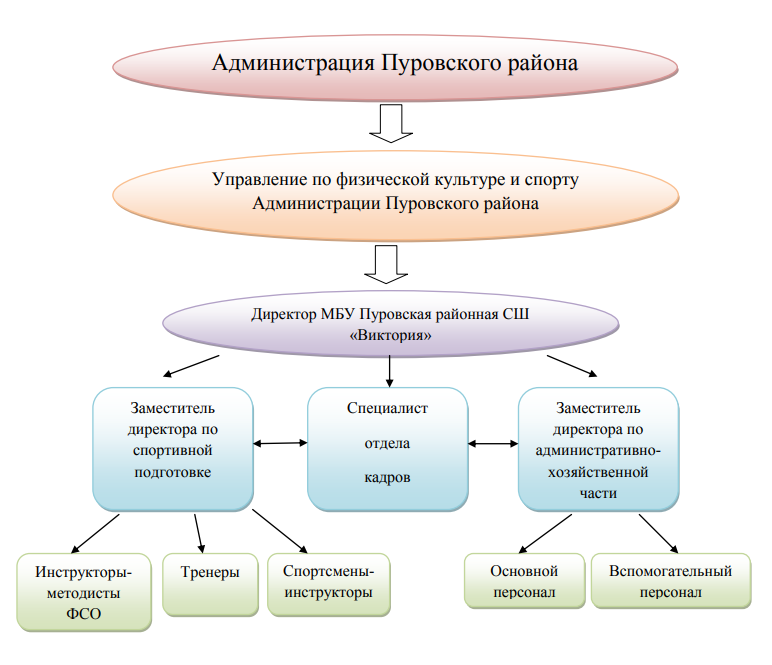 Администрация Пуровского района
Управление по физической культуре и спорту
Администрации Пуровского района
Директор МБУ Пуровская районная СШ
«Виктория»
Заместитель
директора по
спортивной
подготовке
Специалист
отдела
кадров
Заместитель
директора по
административно-
хозяйственной
части
Инструкторы-
методисты
ФСО
Тренеры
Спортсмены-
инструкторы
Основной
персонал
Вспомогательный
персонал